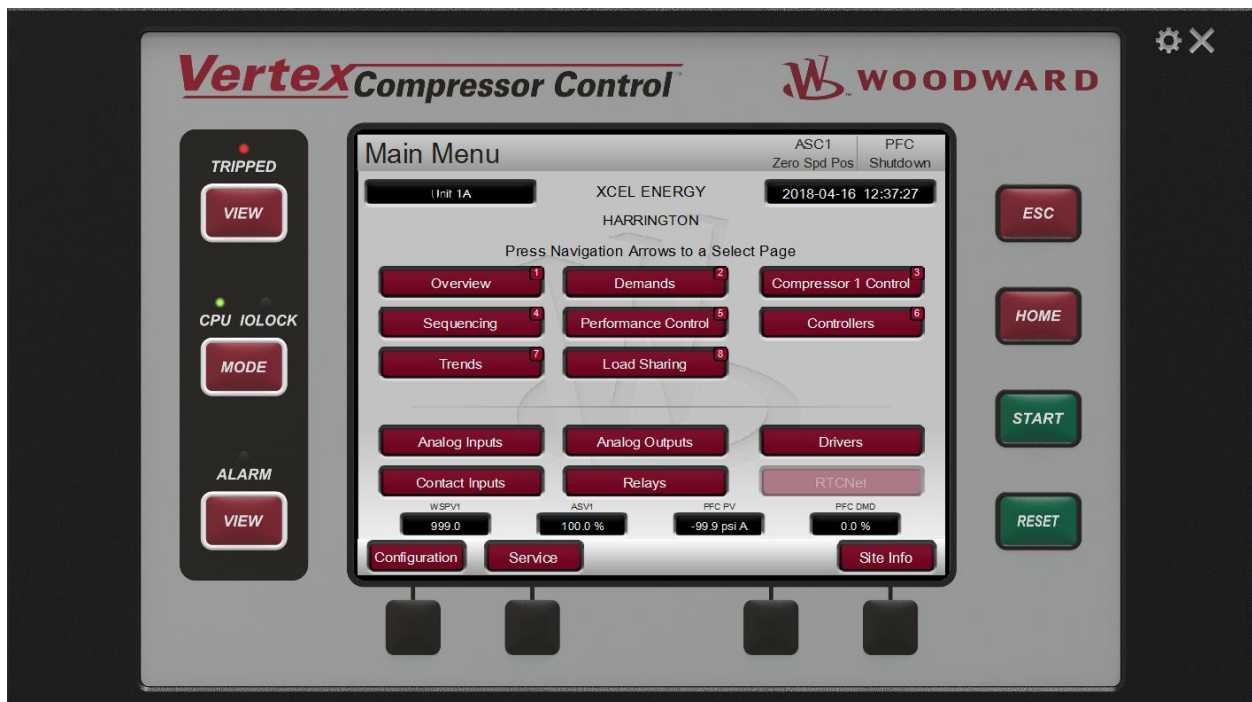 Vertex Compressor Control™
WOODWARD
TRIPPED
VIEW
CPU IOLOCK
MODE
ALARM
VIEW
Main Menu
ASC1 PFC
Zero Spd Pos Shutdown
Unit 1A XCEL ENERGY 2018-04-16 12:37:27
HARRINGTON
Press Navigation Arrows to a Select Page
Overview 1 Demands 2 Compressor 1 Control 3
Sequencing 4 Performance Control 5 Controllers 6
Trends 7 Load Sharing 8
Analog Inputs Analog Outputs Drivers
Contact Inputs Relays RTCNet
WSPV1 ASV1 PFC PV PFC DMD
999.0 100.0 % -99.9 psi A 0.0 %
Configuration Service Site Info
ESC
HOME
START
RESET